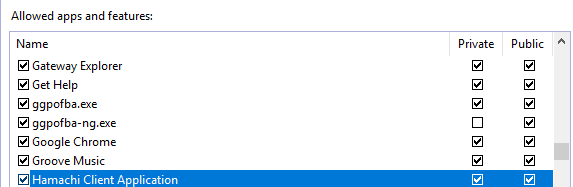 Allowed apps and features:
Name Private Public
Gateway Explorer
Get Help
ggpofba.exe
ggpofba-ng.exe
Google Chrome
Groove Music
Hamachi Client Application